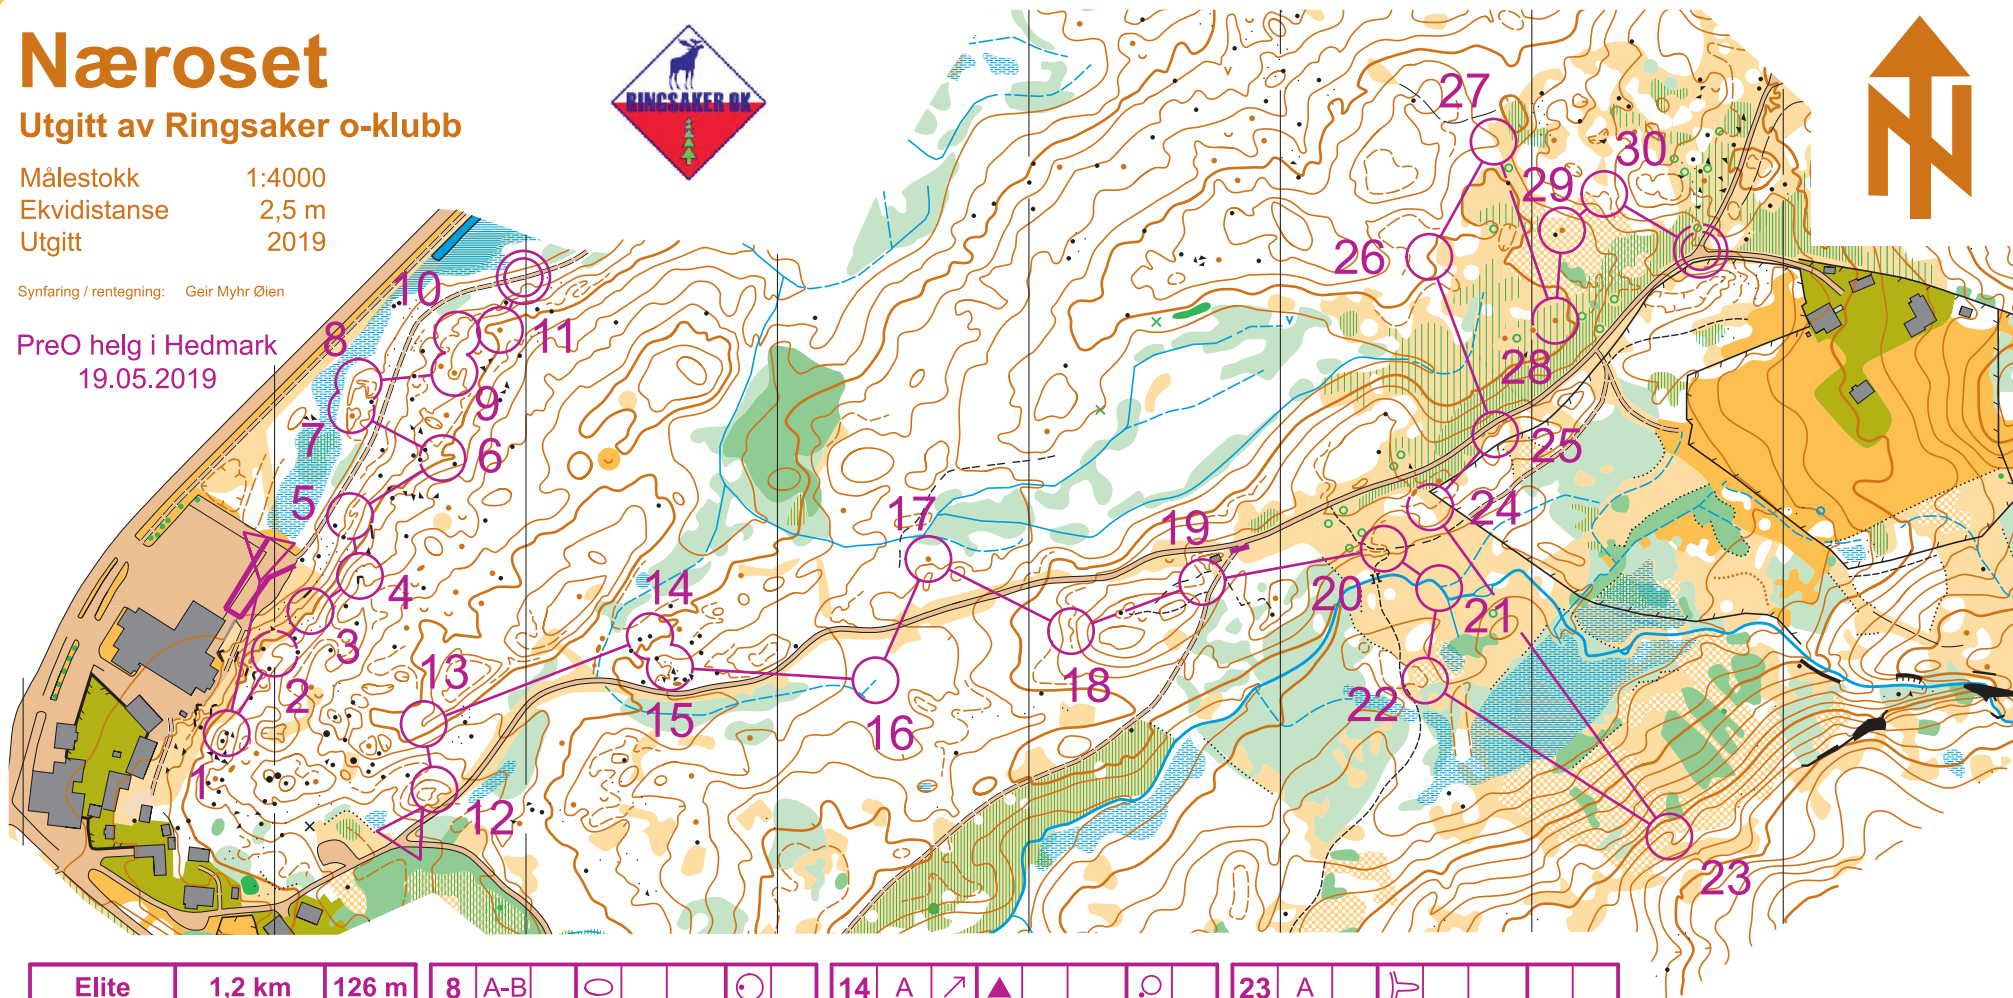 Næroset
Utgitt av Ringsaker o-klubb
Målestokk 1:4000
Ekvidistanse 2,5 m
Utgitt 2019
Synfaring / rentegning: Geir Myhr Øien
PreO helg i Hedmark
19.05.2019
RINGSAKER OK
N
27
30
29
26
10
8
11
28
9
7
6
25
5
17
24
19
4
14
20
21
3
13
2
18
22
15
16
1
12
23
Elite 1,2 km 126 m
8 A-B
14 A
23 A